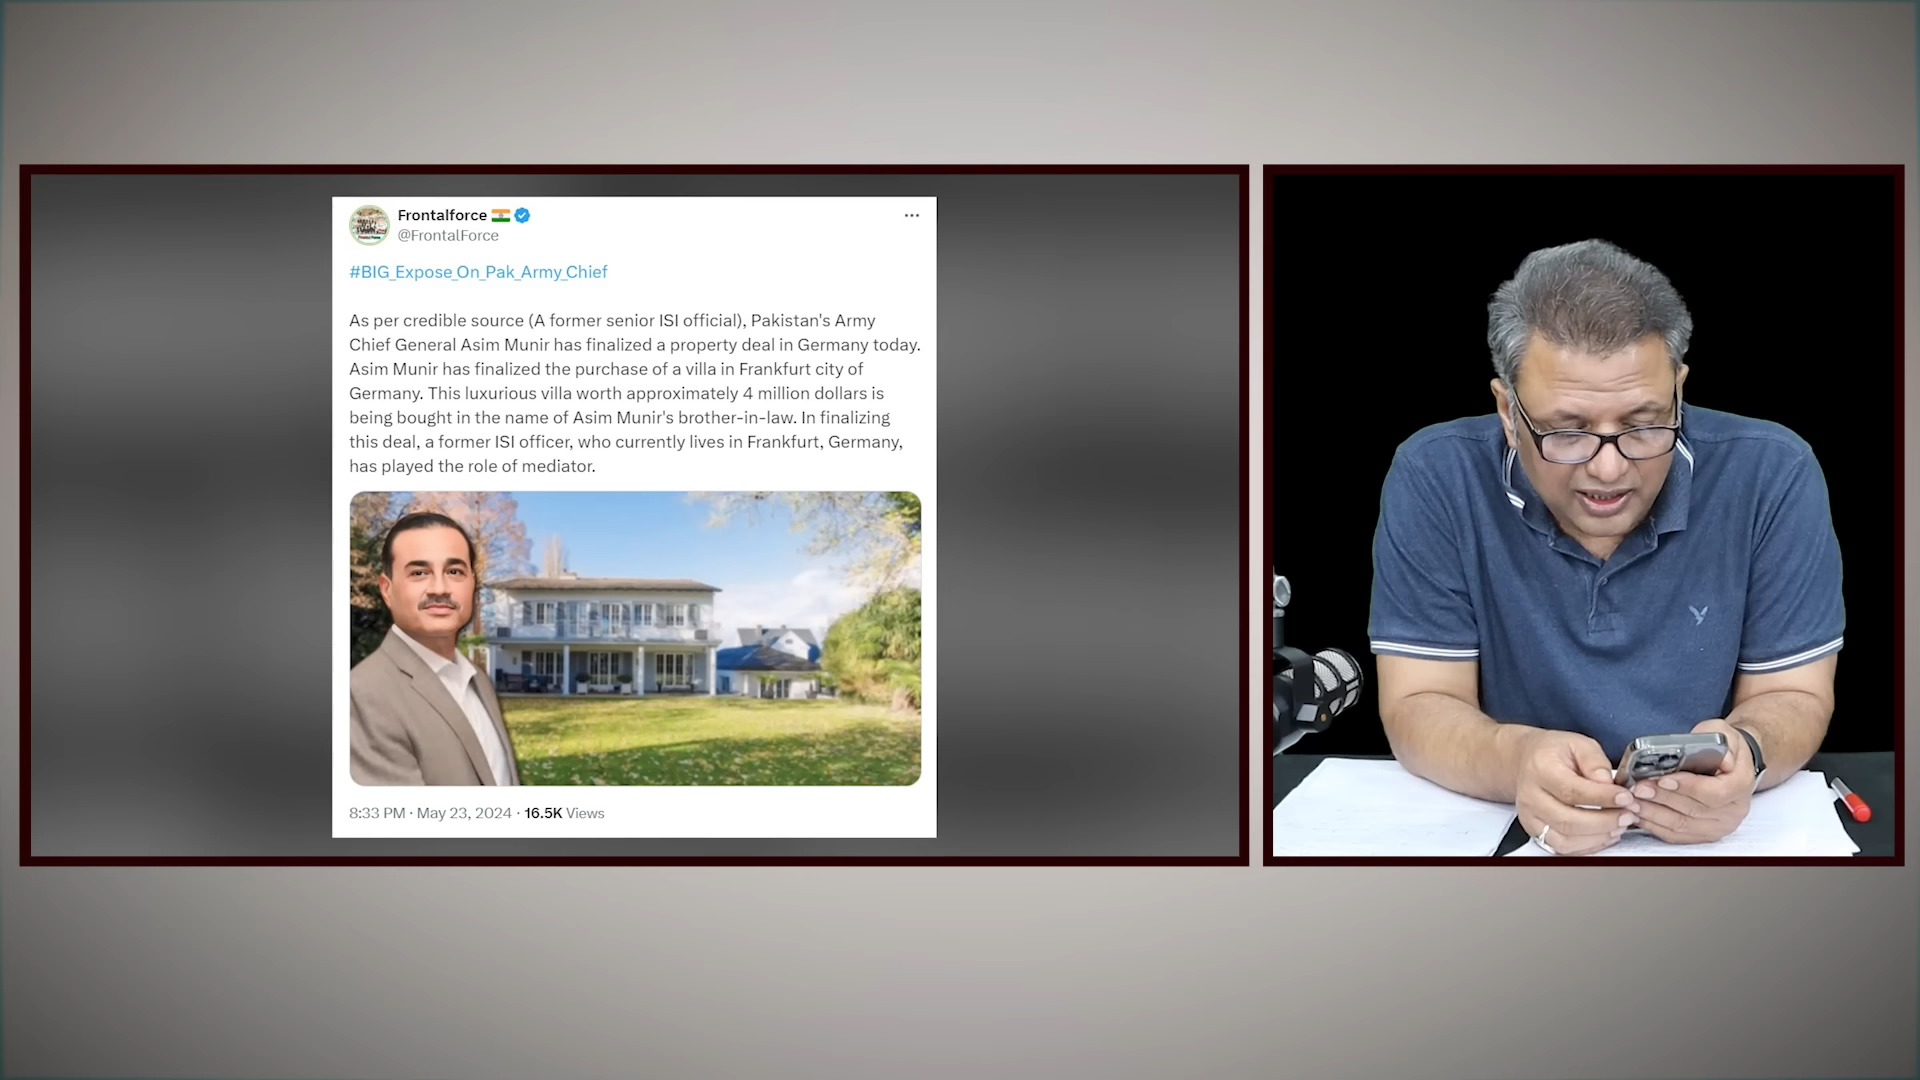 Frontalforce
@FrontalForce
#BIG_Expose_On_Pak_Army_Chief
As per credible source (A former senior ISI official), Pakistan's Army
Chief General Asim Munir has finalized a property deal in Germany today.
Asim Munir has finalized the purchase of a villa in Frankfurt city of
Germany. This luxurious villa worth approximately 4 million dollars is
being bought in the name of Asim Munir's brother-in-law. In finalizing
this deal, a former ISI officer, who currently lives in Frankfurt, Germany,
has played the role of mediator.
8:33 PM · May 23, 2024 · 16.5K Views